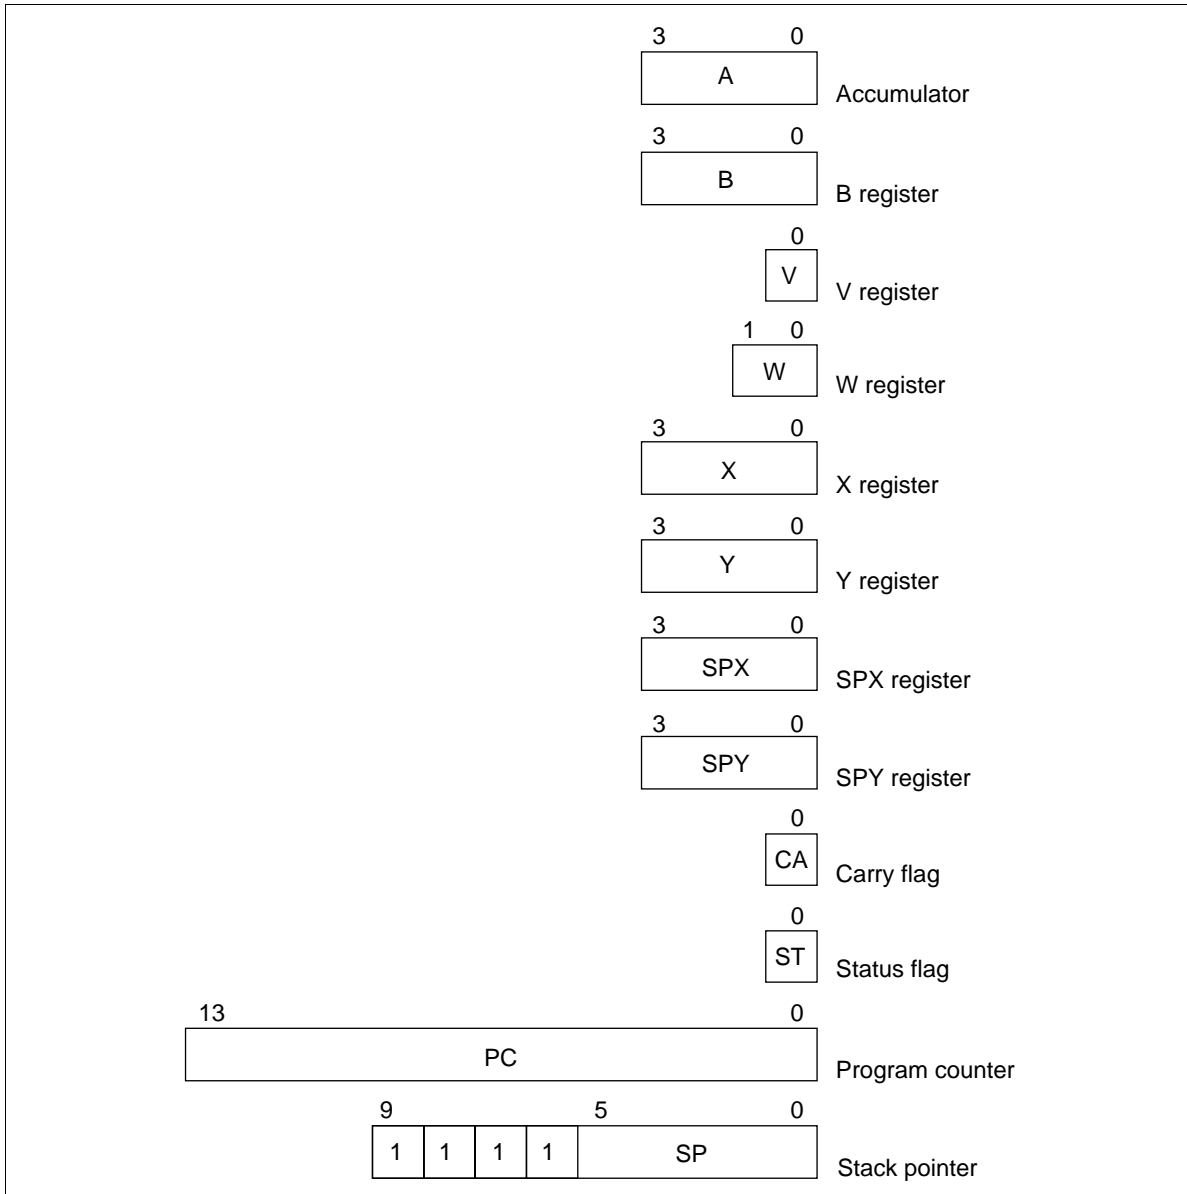 3 0
A
Accumulator
3 0
B
B register
0
V
V register
1 0
W
W register
3 0
X
X register
3 0
Y
Y register
3 0
SPX
SPX register
3 0
SPY
SPY register
0
CA
Carry flag
0
ST
Status flag
13 0
PC
Program counter
9 5 0
1 1 1 1 SP
Stack pointer